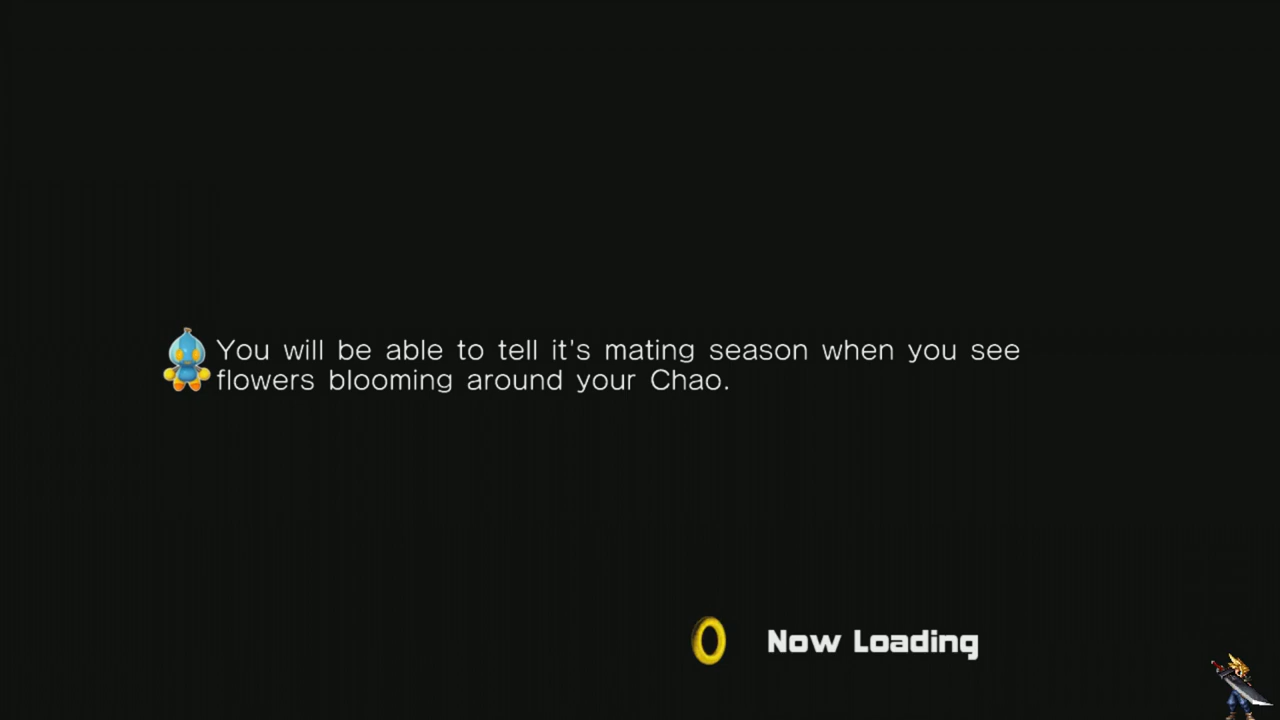 You will be able to tell it's mating season when you see
flowers blooming around your Chao.
Now Loading